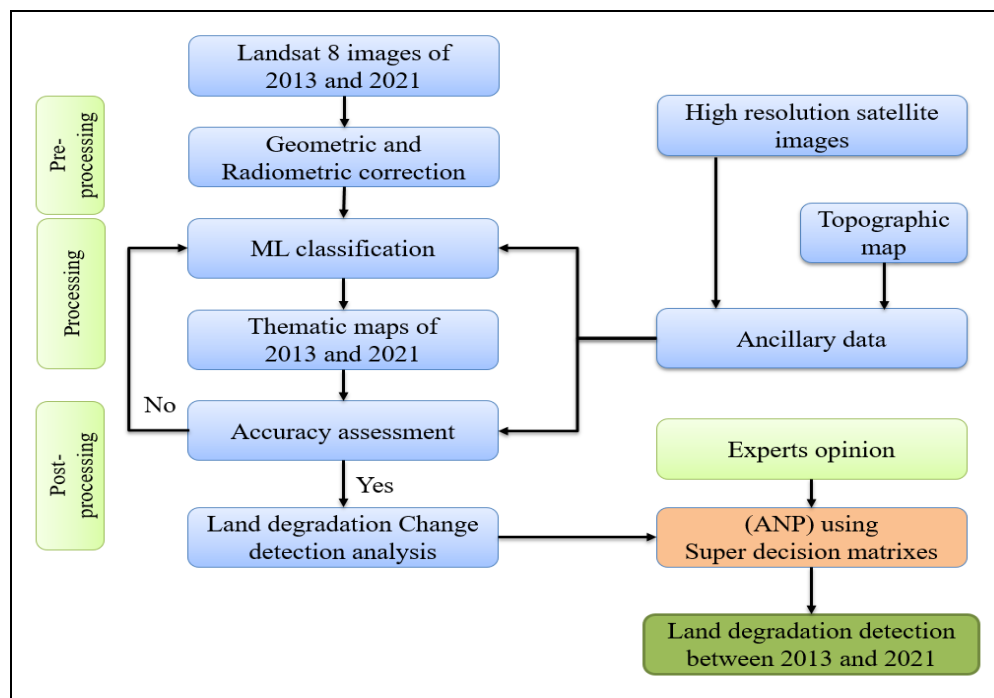 Landsat 8 images of
2013 and 2021
Pre-
processing
Geometric and
Radiometric correction
High resolution satellite
images
Processing
ML classification
Topographic
map
Thematic maps of
2013 and 2021
Ancillary data
No
Post-
processing
Accuracy assessment
Experts opinion
Yes
Land degradation Change
detection analysis
(ANP) using
Super decision matrixes
Land degradation detection
between 2013 and 2021